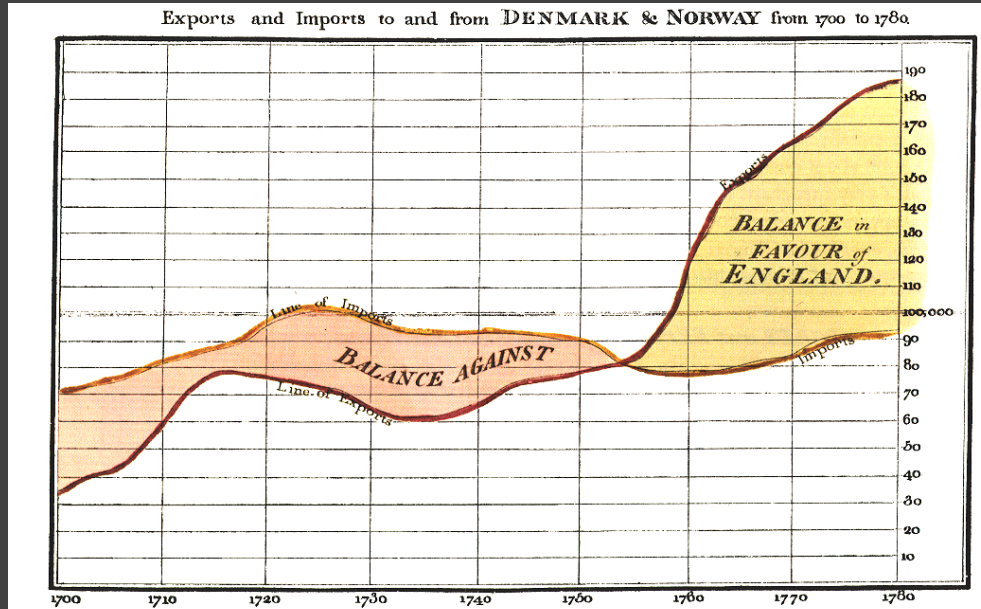 Exports and Imports to and from DENMARK & NORWAY from 1700 to 1780.
190
180
170
160
150
140
130
120
110
100,000
90
80
70
60
50
40
30
20
10
Exports
BALANCE in
FAVOUR of
ENGLAND.
Line of Imports
BALANCE AGAINST
Imports
Line of Exports
1700 1710 1720 1730 1740 1750 1760 1770 1780